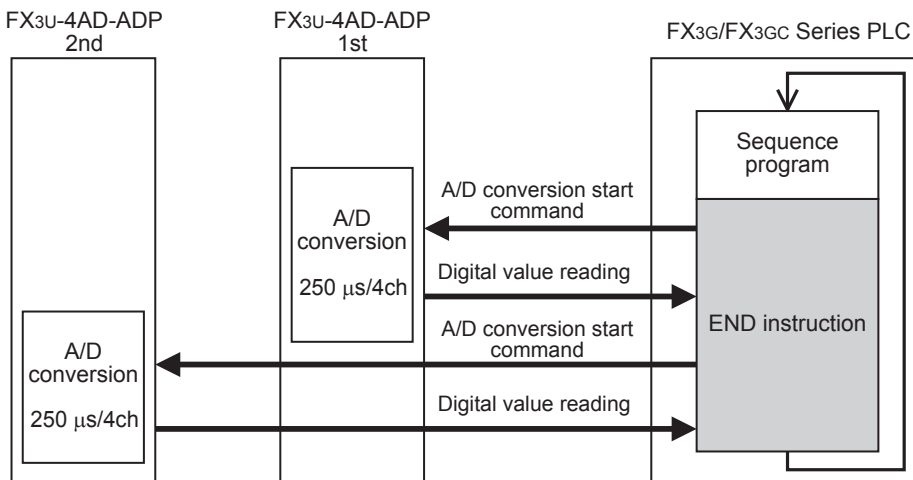 FX3U-4AD-ADP
2nd
FX3U-4AD-ADP
1st
FX3G/FX3GC Series PLC
Sequence
program
A/D conversion start
command
A/D
conversion
250 μs/4ch
Digital value reading
END instruction
A/D conversion start
command
A/D
conversion
250 μs/4ch
Digital value reading